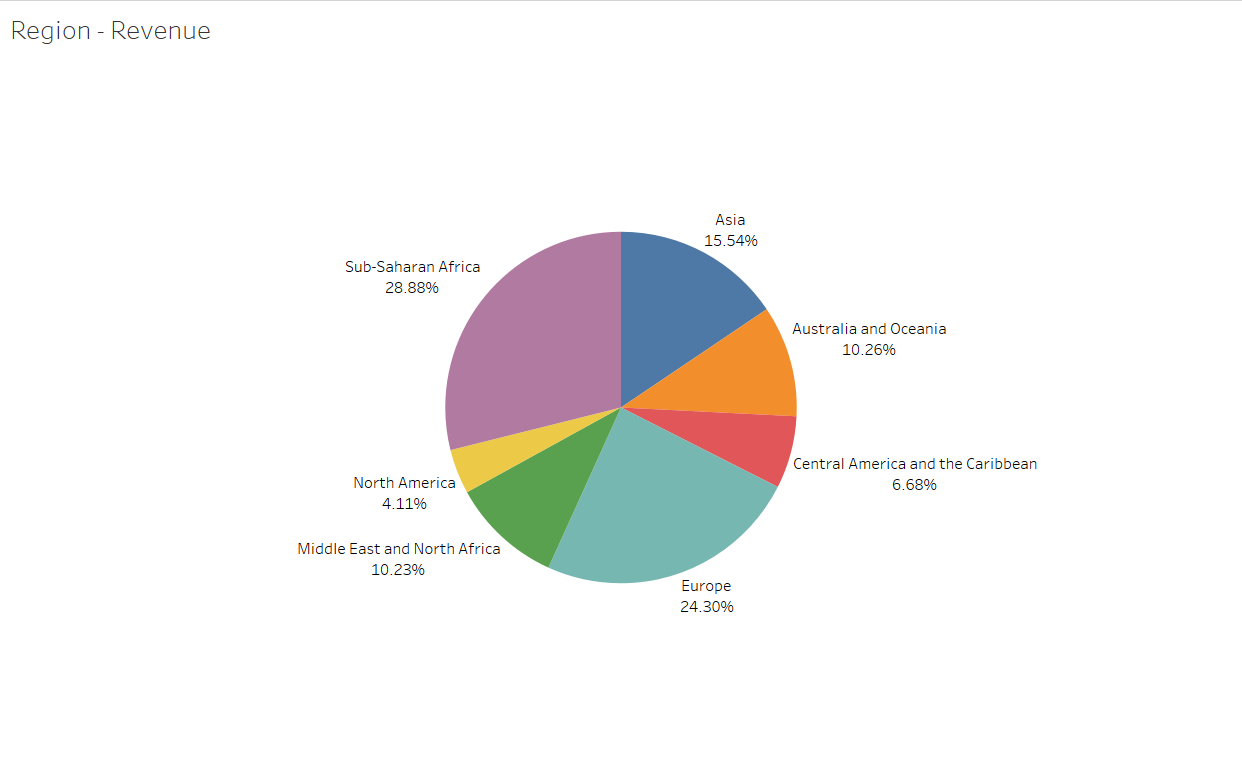 Region - Revenue
Asia
15.54%
Sub-Saharan Africa
28.88%
Australia and Oceania
10.26%
Central America and the Caribbean
6.68%
North America
4.11%
Middle East and North Africa
10.23%
Europe
24.30%